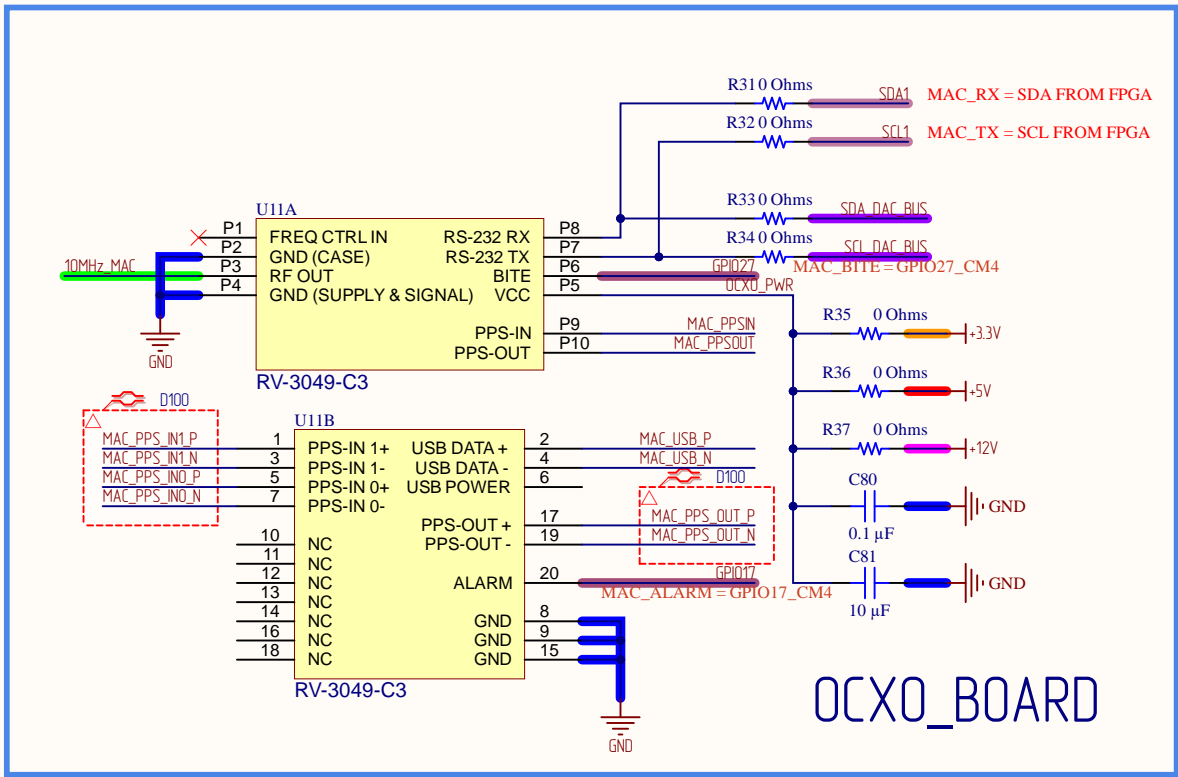 R31 0 Ohms
SDA1
MAC_RX = SDA FROM FPGA
R32 0 Ohms
SCL1
MAC_TX = SCL FROM FPGA
R33 0 Ohms
SDA_DAC_BUS
R34 0 Ohms
SCL_DAC_BUS
MAC_BITE = GPIO27_CM4
U11A
P1
FREQ CTRL IN
RS-232 RX
P8
P2
GND (CASE)
RS-232 TX
P7
10MHz_MAC
P3
RF OUT
BITE
P6
GPIO27
P4
GND (SUPPLY & SIGNAL)
VCC
P5
OCXO_PWR
PPS-IN
P9
MAC_PPSIN
PPS-OUT
P10
MAC_PPSOUT
GND
RV-3049-C3
R35 0 Ohms
+3.3V
R36 0 Ohms
+5V
R37 0 Ohms
+12V
C80
GND
0.1 µF
C81
GND
10 µF
D100
U11B
MAC_PPS_IN1_P
1
PPS-IN 1+
USB DATA +
2
MAC_USB_P
MAC_PPS_IN1_N
3
PPS-IN 1-
USB DATA -
4
MAC_USB_N
MAC_PPS_IN0_P
5
PPS-IN 0+
USB POWER
6
MAC_PPS_IN0_N
7
PPS-IN 0-
D100
PPS-OUT +
17
MAC_PPS_OUT_P
PPS-OUT -
19
MAC_PPS_OUT_N
10
NC
11
NC
12
NC
13
NC
14
NC
16
NC
18
NC
ALARM
20
GPIO17
MAC_ALARM = GPIO17_CM4
GND
8
GND
9
GND
15
RV-3049-C3
GND
OCXO_BOARD